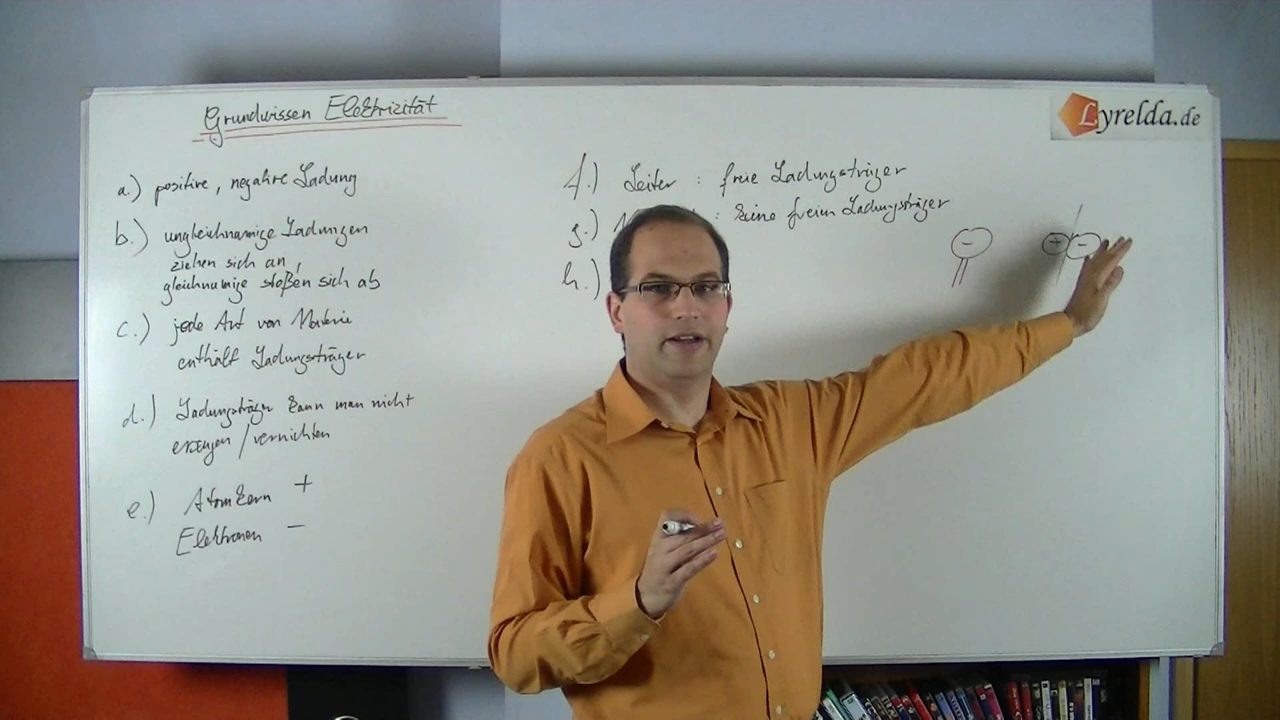 Grundwissen Elektrizität
a.) positive, negative Ladung
b.) ungleichnamige Ladungen
ziehen sich an,
gleichnamige stoßen sich ab
c.) jede Art von Materie
enthält Ladungsträger
d.) Ladungsträger kann man nicht
erzeugen / vernichten
e.) Atomkern +
Elektronen −
Lyrelda.de
f.) Leiter : freie Ladungsträger
g.) : keine freien Ladungsträger
h.)
−
+ −